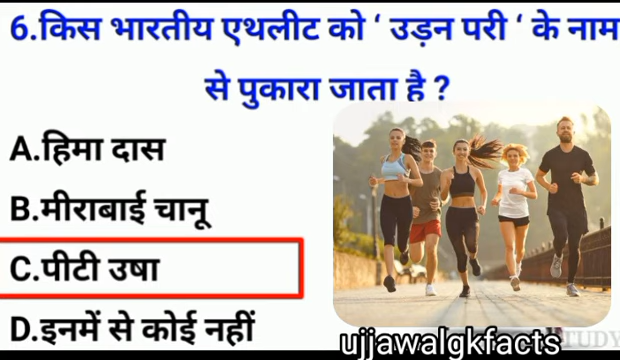 6.किस भारतीय एथलीट को ‘ उड़न परी ‘ के नाम
से पुकारा जाता है ?
A.हिमा दास
B.मीराबाई चानू
C.पीटी उषा
D.इनमें से कोई नहीं
ujjawalgkfacts